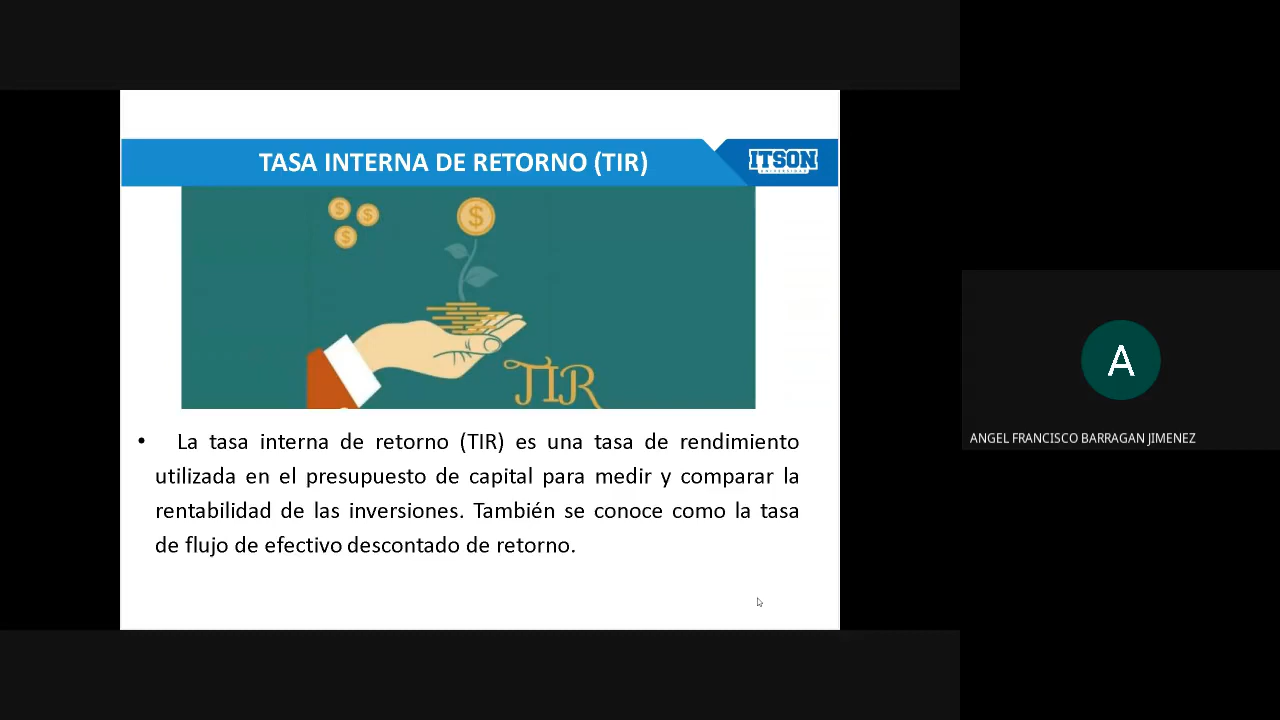 TASA INTERNA DE RETORNO (TIR)
ITSON
UNIVERSIDAD
$
$
$
$
TIR
• La tasa interna de retorno (TIR) es una tasa de rendimiento
utilizada en el presupuesto de capital para medir y comparar la
rentabilidad de las inversiones. También se conoce como la tasa
de flujo de efectivo descontado de retorno.
A
ANGEL FRANCISCO BARRAGAN JIMENEZ